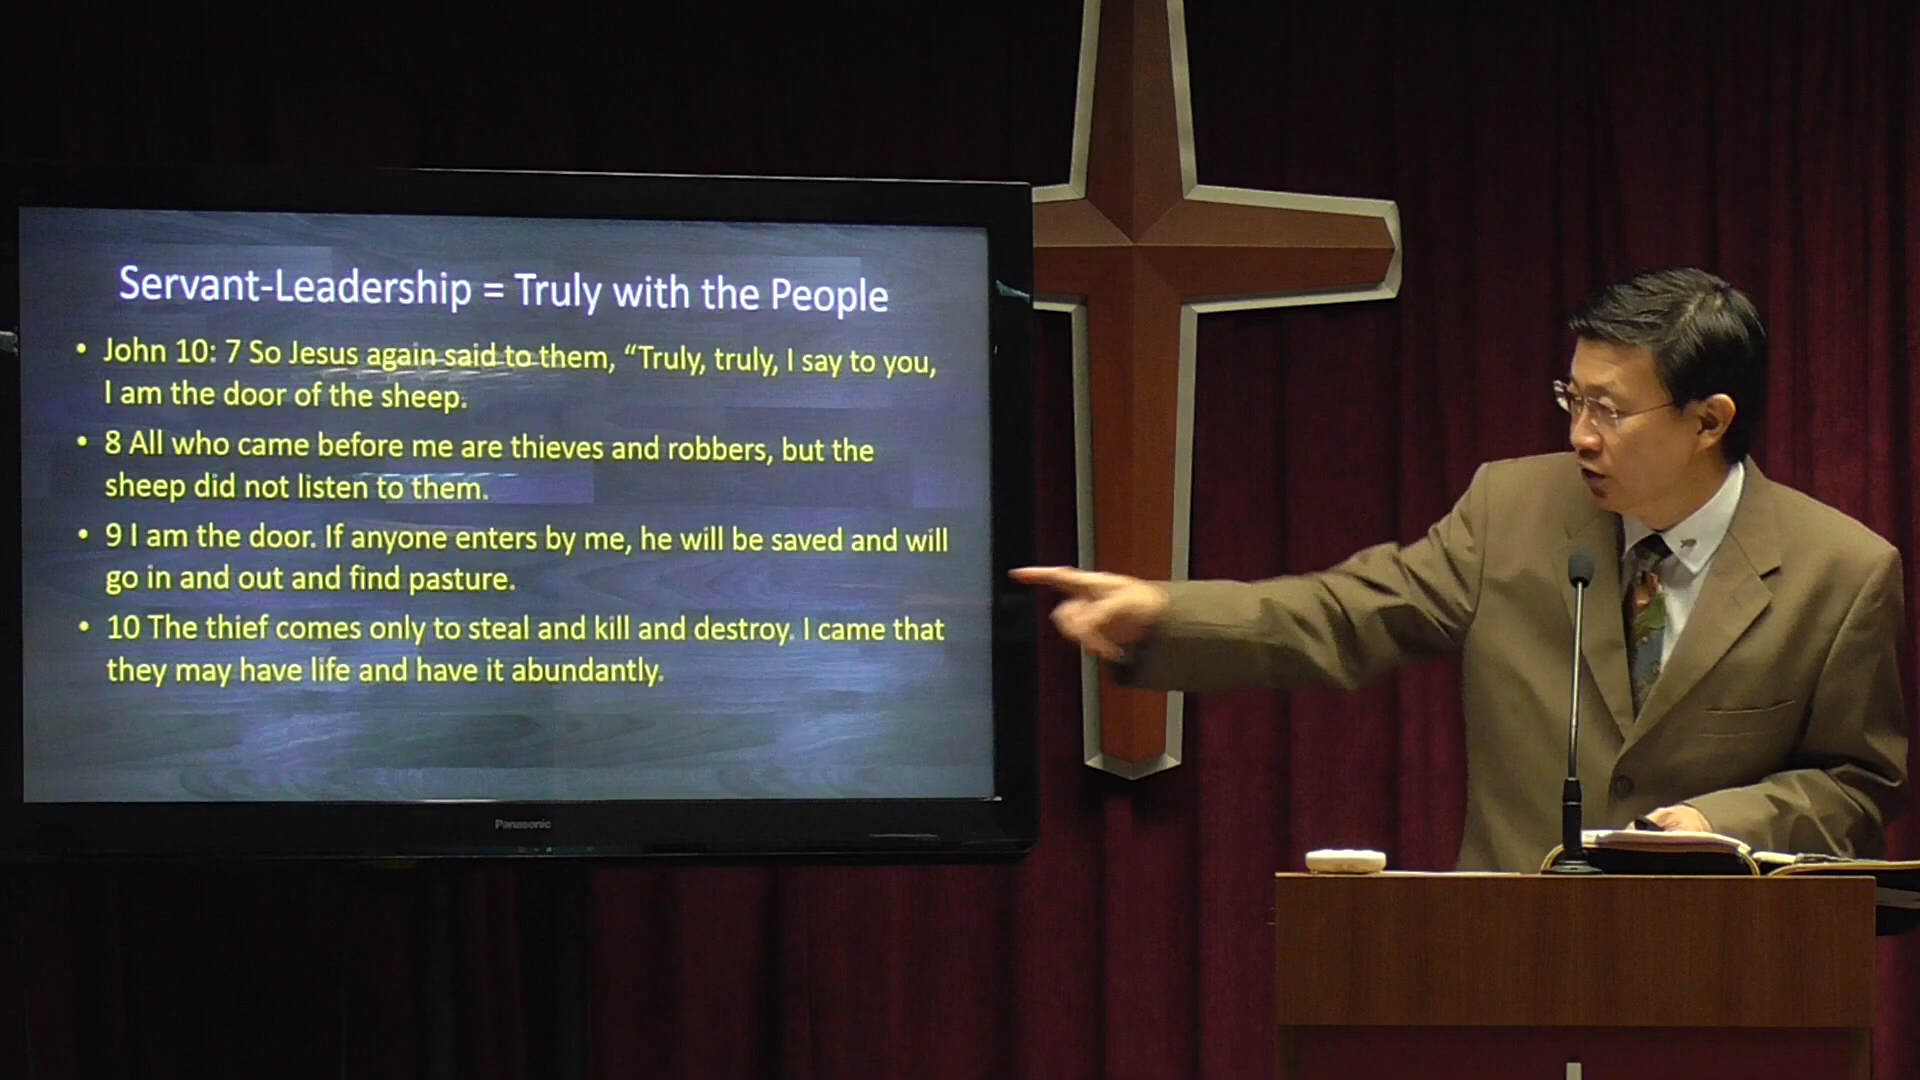 Servant-Leadership = Truly with the People
• John 10: 7 So Jesus again said to them, “Truly, truly, I say to you,
I am the door of the sheep.
• 8 All who came before me are thieves and robbers, but the
sheep did not listen to them.
• 9 I am the door. If anyone enters by me, he will be saved and will
go in and out and find pasture.
• 10 The thief comes only to steal and kill and destroy. I came that
they may have life and have it abundantly.
Panasonic